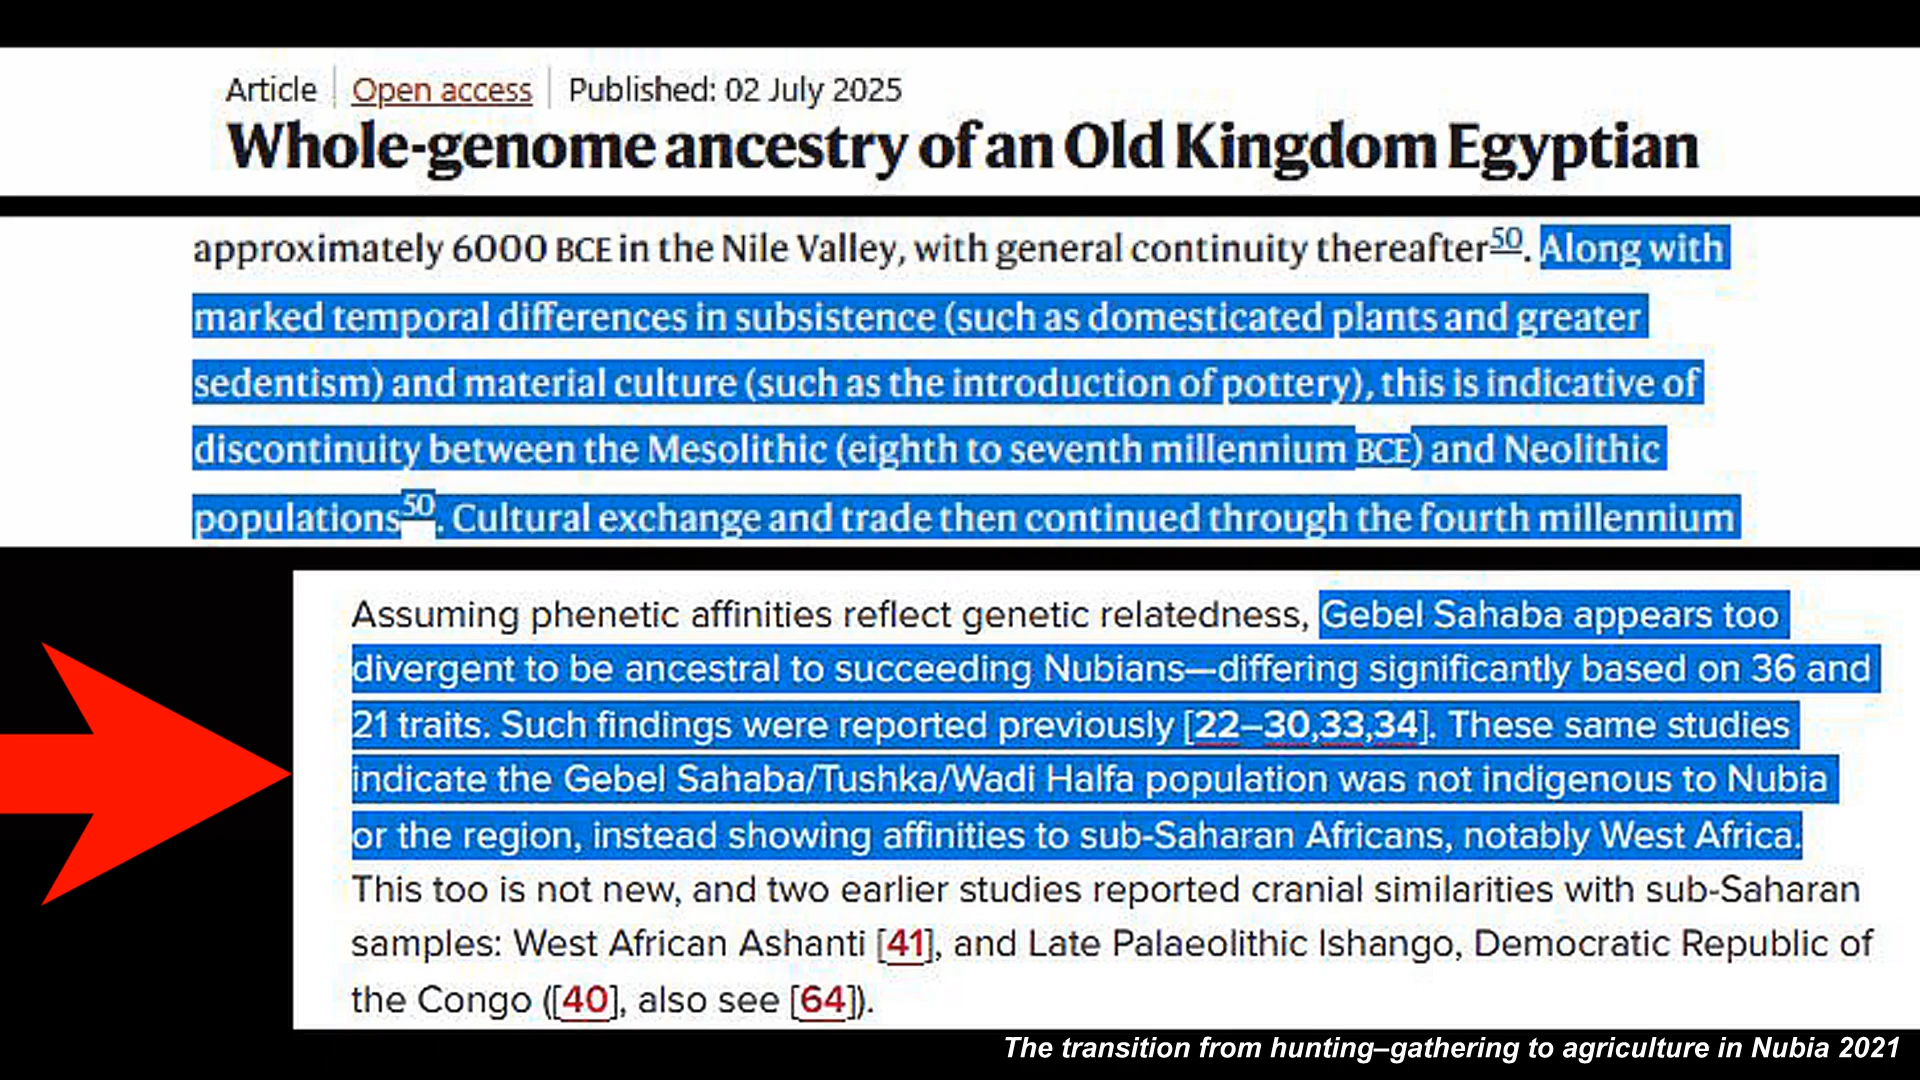 Article | Open access | Published: 02 July 2025
Whole-genome ancestry of an Old Kingdom Egyptian
approximately 6000 BCE in the Nile Valley, with general continuity thereafter50. Along with
marked temporal differences in subsistence (such as domesticated plants and greater
sedentism) and material culture (such as the introduction of pottery), this is indicative of
discontinuity between the Mesolithic (eighth to seventh millennium BCE) and Neolithic
populations50. Cultural exchange and trade then continued through the fourth millennium
Assuming phenetic affinities reflect genetic relatedness, Gebel Sahaba appears too
divergent to be ancestral to succeeding Nubians—differing significantly based on 36 and
21 traits. Such findings were reported previously [22–30,33,34]. These same studies
indicate the Gebel Sahaba/Tushka/Wadi Halfa population was not indigenous to Nubia
or the region, instead showing affinities to sub-Saharan Africans, notably West Africa.
This too is not new, and two earlier studies reported cranial similarities with sub-Saharan
samples: West African Ashanti [41], and Late Palaeolithic Ishango, Democratic Republic of
the Congo ([40], also see [64]).
The transition from hunting–gathering to agriculture in Nubia 2021